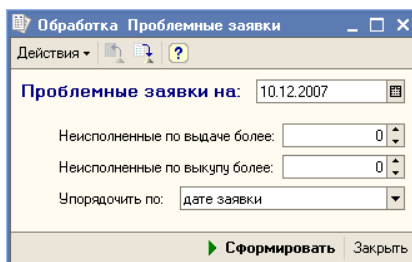 Обработка Проблемные заявки
Действия
Проблемные заявки на: 10.12.2007
Неисполненные по выдаче более: 0
Неисполненные по выкупу более: 0
Упорядочить по: дате заявки
Сформировать Закрыть